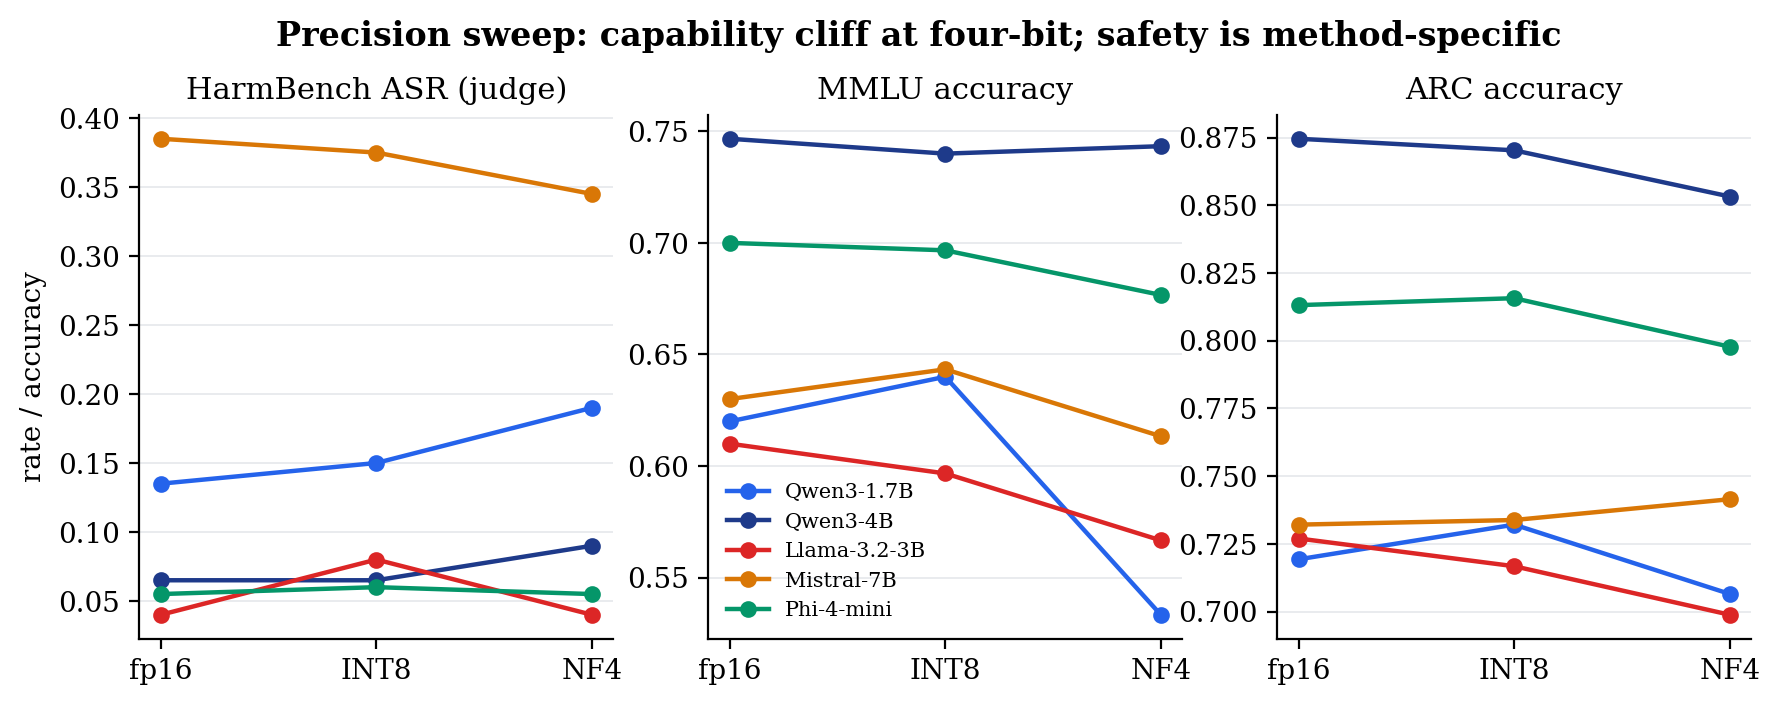 Precision sweep: capability cliff at four-bit; safety is method-specific
HarmBench ASR (judge)
rate / accuracy
0.40
0.35
0.30
0.25
0.20
0.15
0.10
0.05
fp16 INT8 NF4
MMLU accuracy
0.75
0.70
0.65
0.60
0.55
Qwen3-1.7B
Qwen3-4B
Llama-3.2-3B
Mistral-7B
Phi-4-mini
fp16 INT8 NF4
ARC accuracy
0.875
0.850
0.825
0.800
0.775
0.750
0.725
0.700
fp16 INT8 NF4